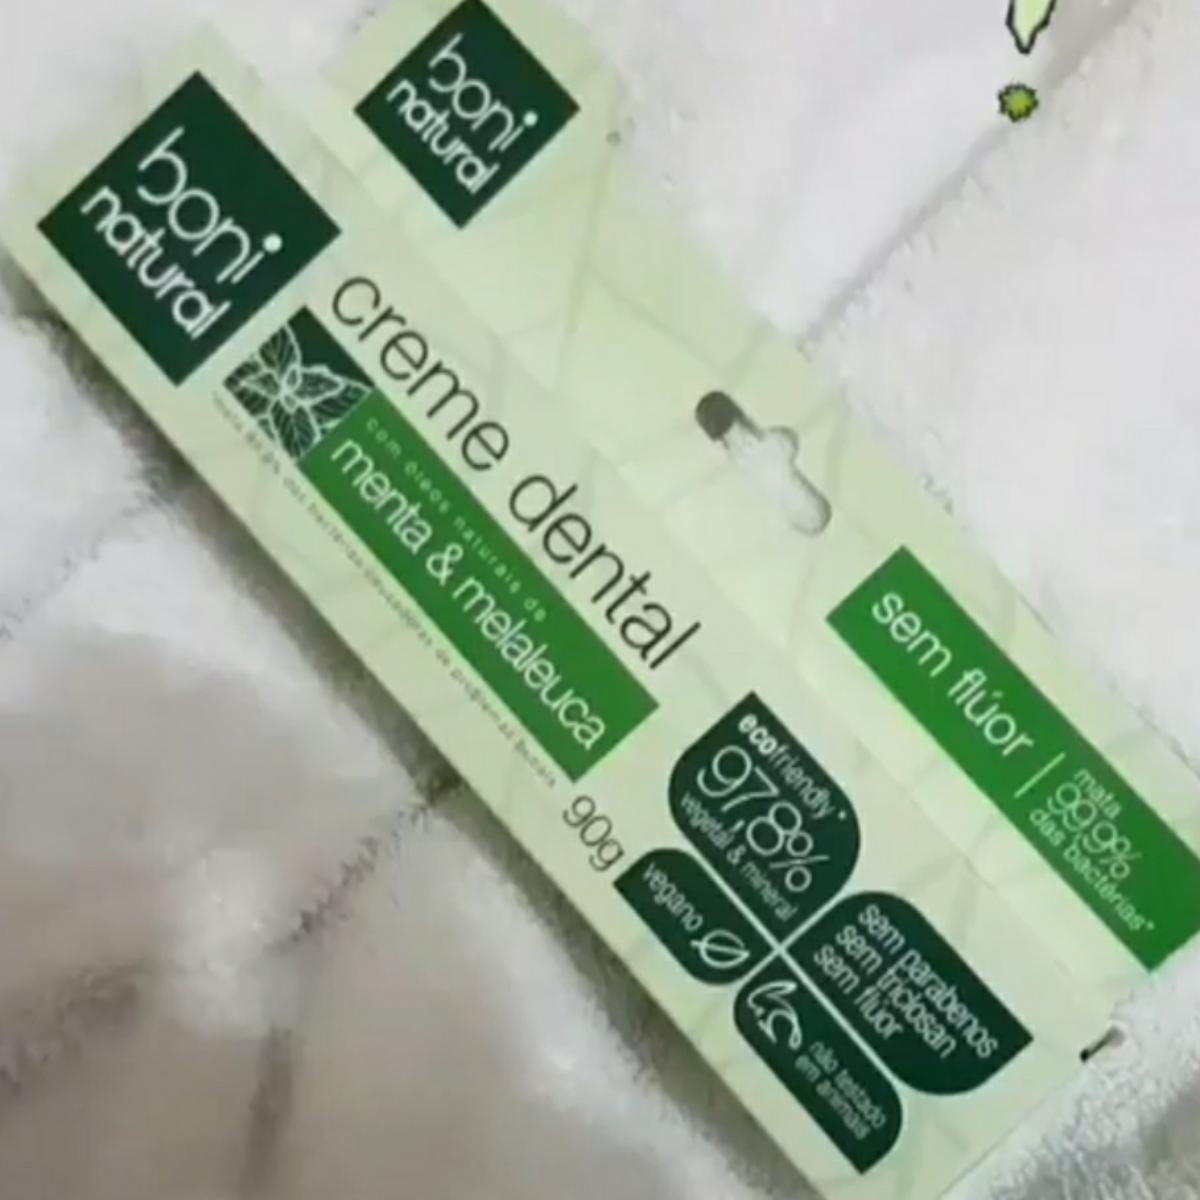 boni
natural
boni
natural
creme dental
com óleos naturais de
menta & melaleuca
90g
sem flúor
mata
99,9%
das bactérias*
ecofriendly*
97,8%
vegetal & mineral
vegano
sem parabenos
sem triclosan
sem flúor
não testado
em animais